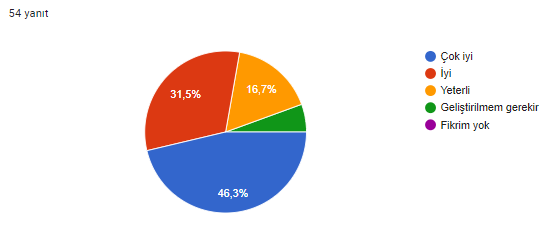 54 yanıt
31,5%
16,7%
46,3%
Çok iyi
İyi
Yeterli
Geliştirilmem gerekir
Fikrim yok